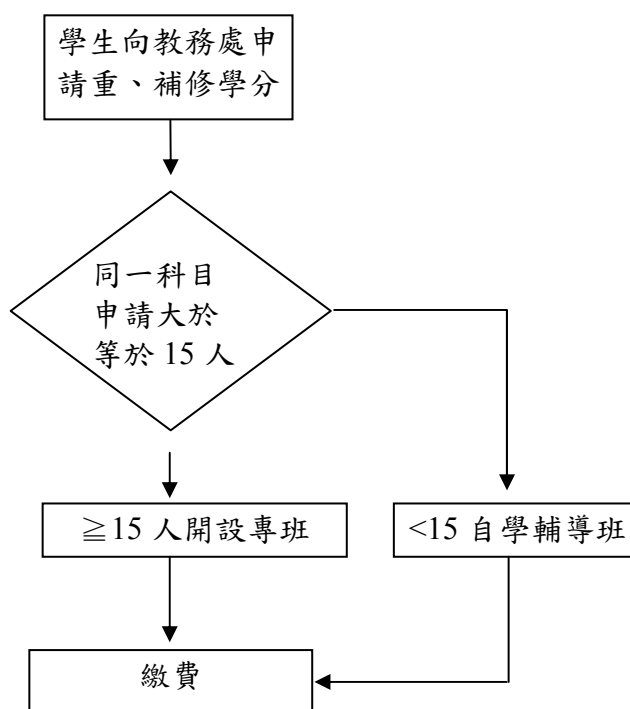 學生向教務處申
請重、補修學分
同一科目
申請大於
等於 15 人
≧15 人開設專班
<15 自學輔導班
繳費